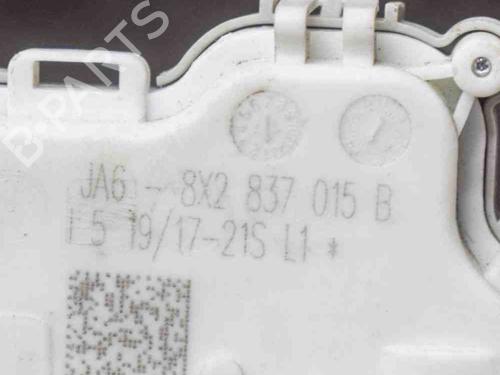 B-PARTS
JA6 - 8X2 837 015 B
I 5 19/17-21S L1 *